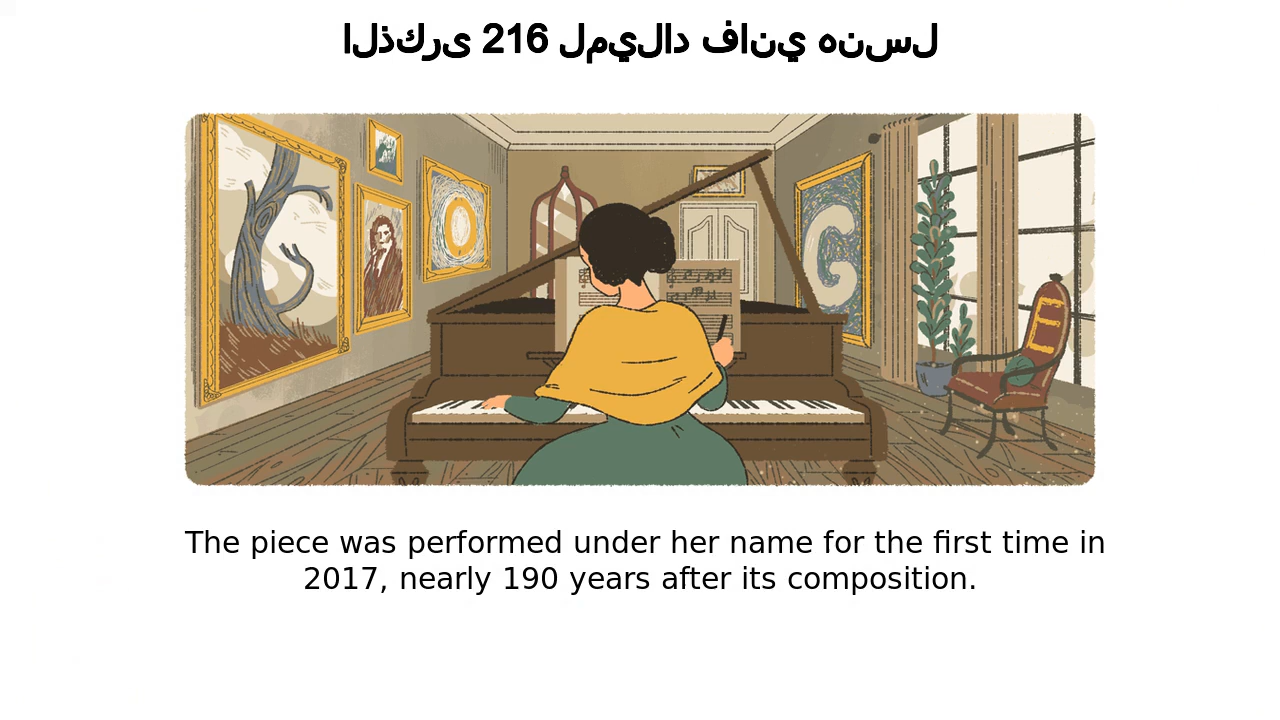 الذكرى 216 لميلاد فاني هنسل
The piece was performed under her name for the first time in
2017, nearly 190 years after its composition.